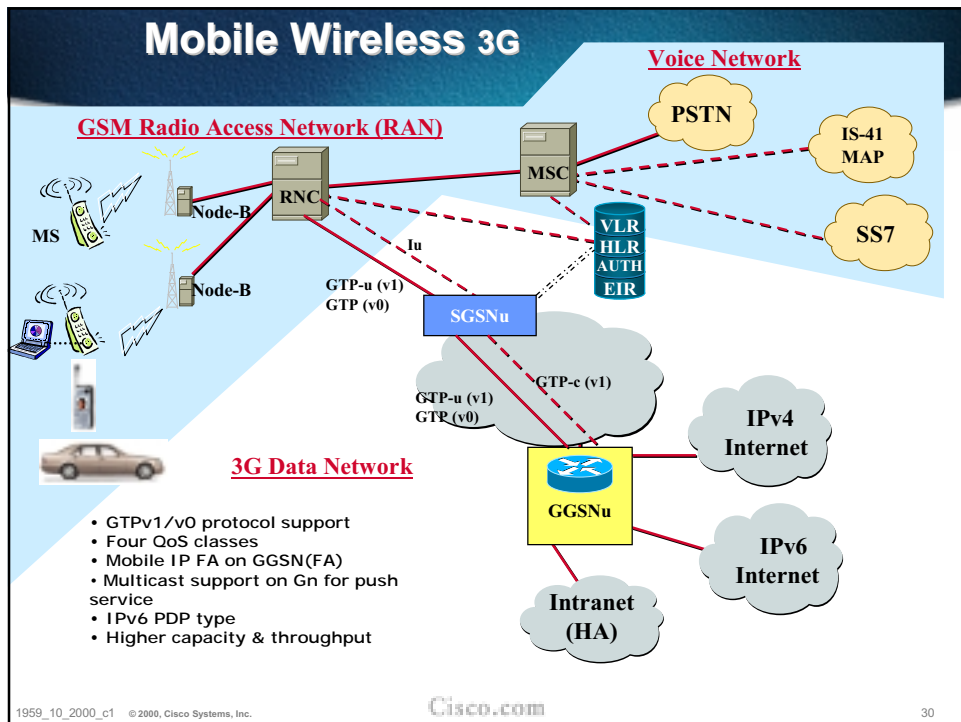 Mobile Wireless 3G
Voice Network
GSM Radio Access Network (RAN)
PSTN
IS-41
MAP
MSC
RNC
Node-B
MS
VLR
HLR
AUTH
EIR
SS7
Iu
Node-B
GTP-u (v1)
GTP (v0)
SGSNu
GTP-c (v1)
GTP-u (v1)
GTP (v0)
IPv4
Internet
3G Data Network
GGSNu
• GTPv1/v0 protocol support
• Four QoS classes
• Mobile IP FA on GGSN(FA)
• Multicast support on Gn for push
service
• IPv6 PDP type
• Higher capacity & throughput
IPv6
Internet
Intranet
(HA)
1959_10_2000_c1 © 2000, Cisco Systems, Inc.
Cisco.com
30